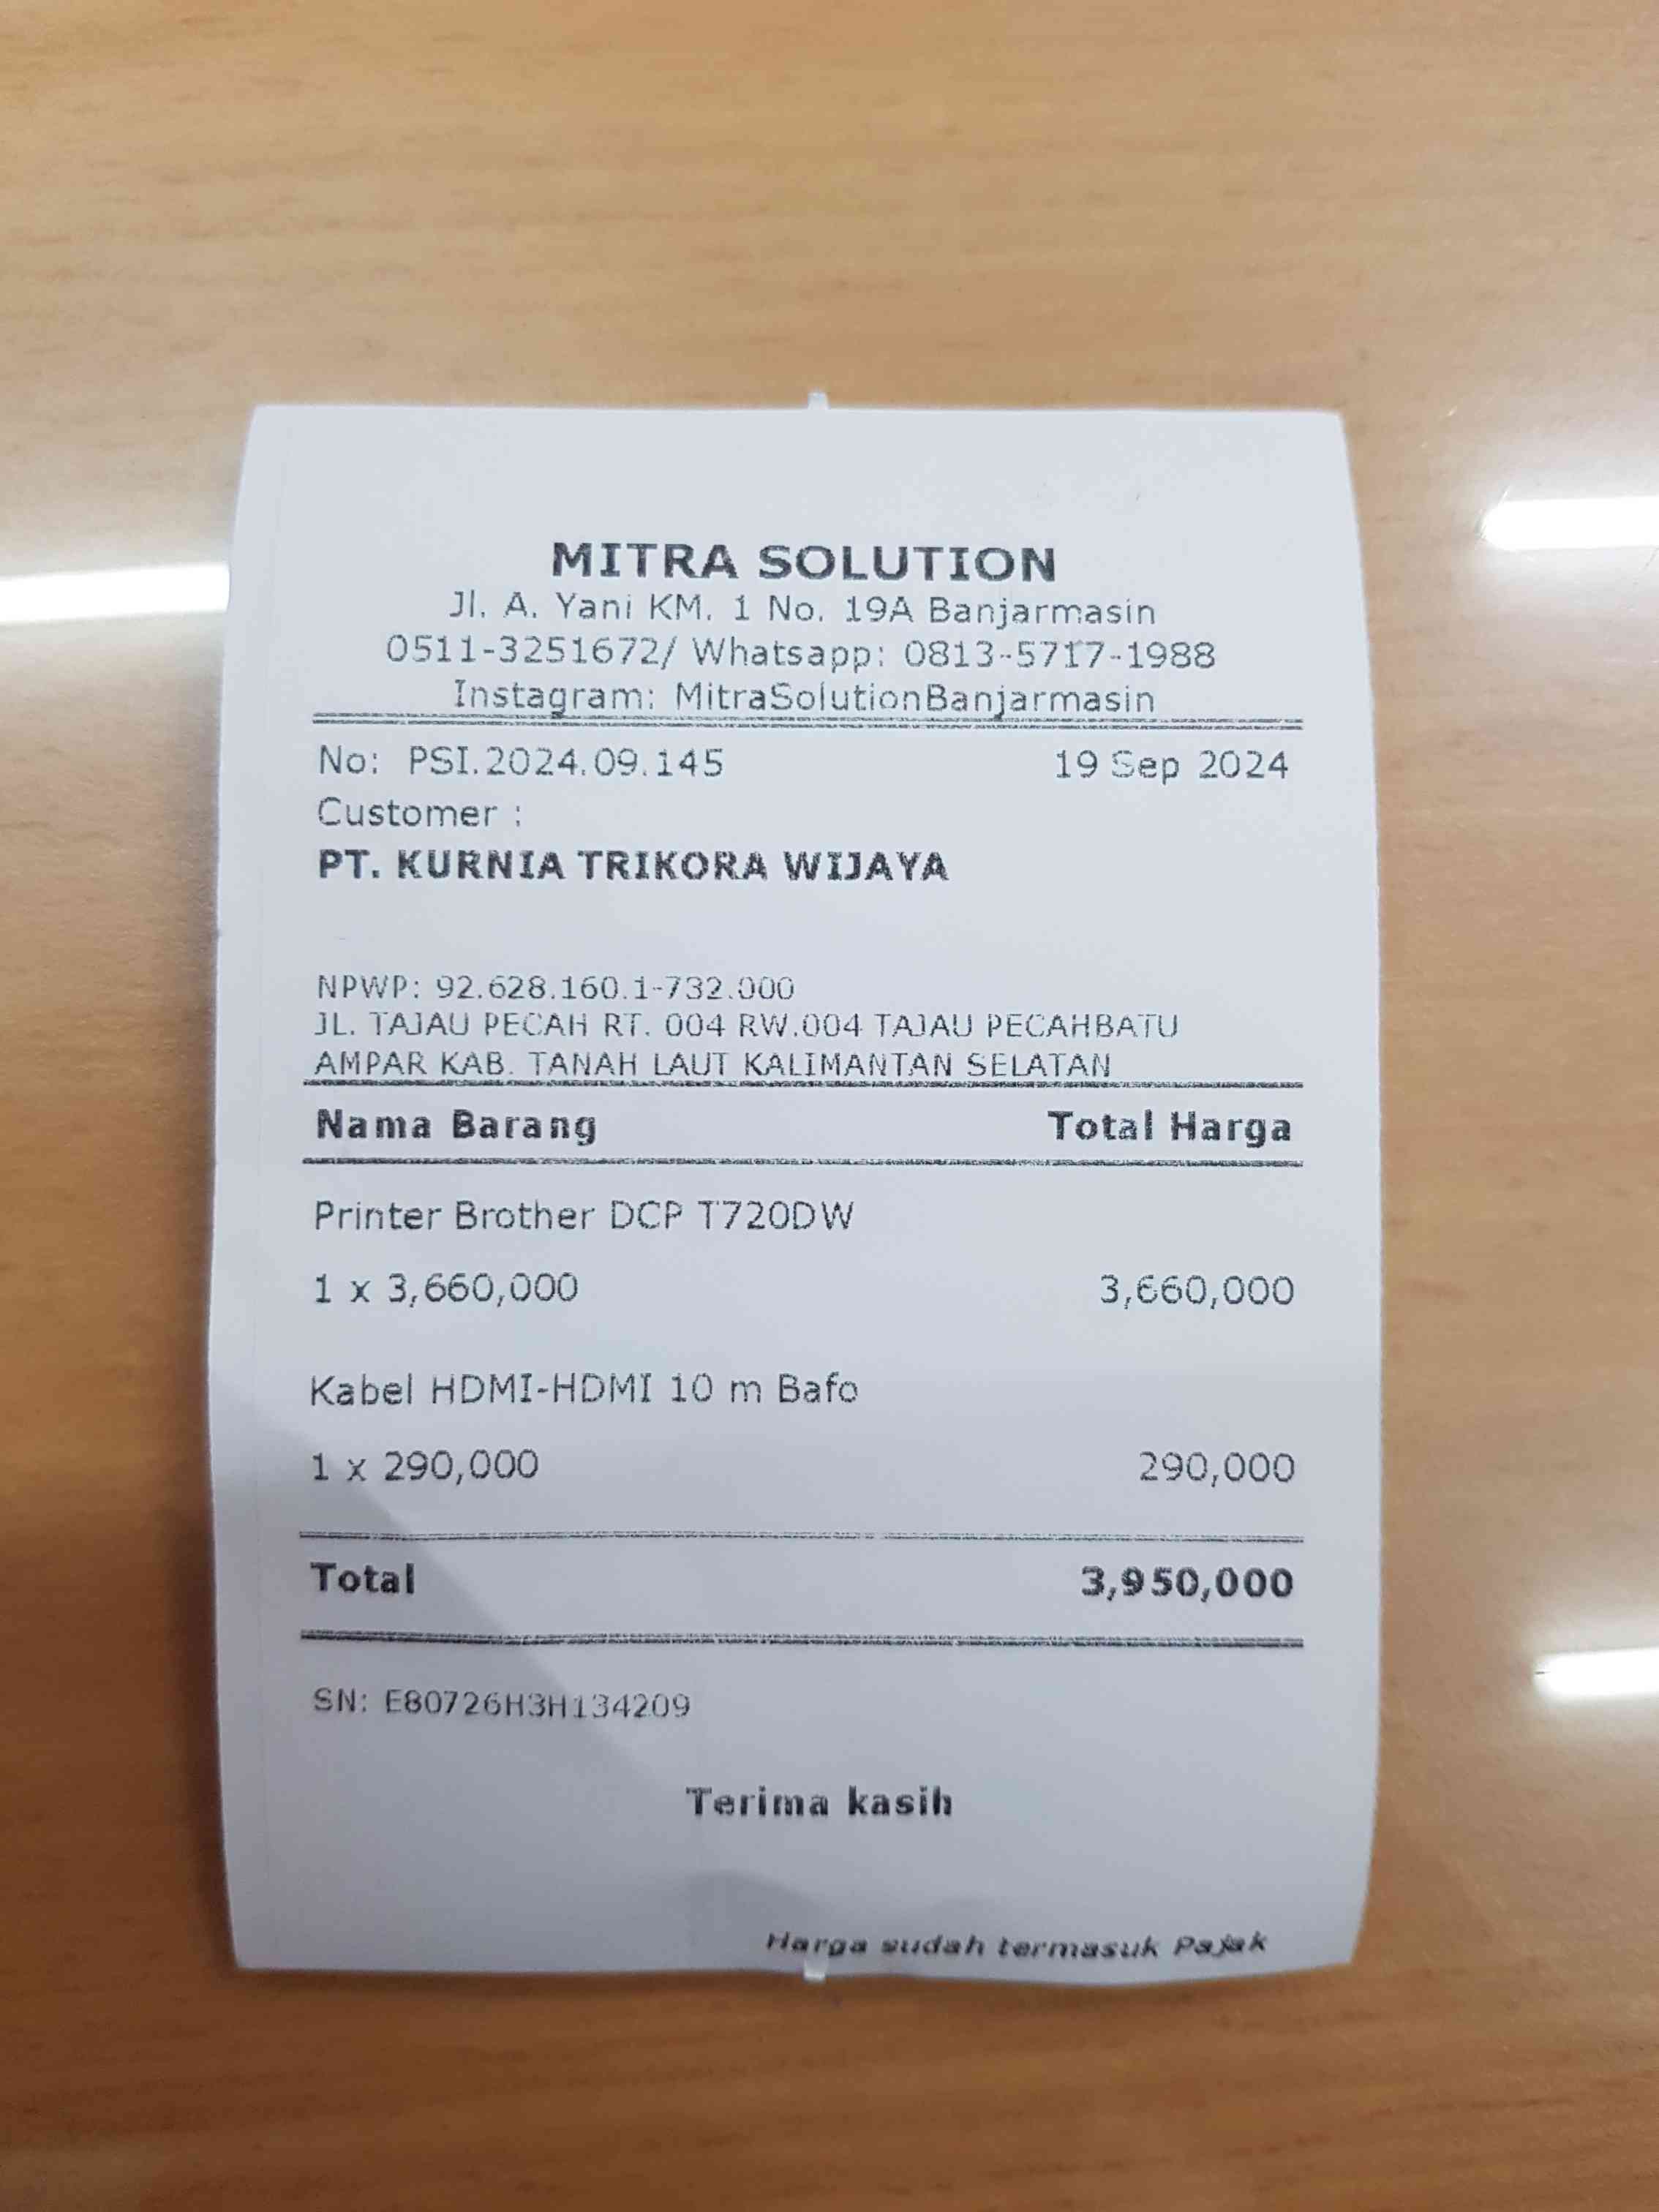 MITRA SOLUTION
Jl. A. Yani KM. 1 No. 19A Banjarmasin
0511-3251672/ Whatsapp: 0813-5717-1988
Instagram: MitraSolutionBanjarmasin
No: PSI.2024.09.145 19 Sep 2024
Customer :
PT. KURNIA TRIKORA WIJAYA
NPWP: 92.628.160.1-732.000
JL. TAJAU PECAH RT. 004 RW.004 TAJAU PECAHBATU
AMPAR KAB. TANAH LAUT KALIMANTAN SELATAN
Nama Barang Total Harga
Printer Brother DCP T720DW
1 x 3,660,000 3,660,000
Kabel HDMI-HDMI 10 m Bafo
1 x 290,000 290,000
Total 3,950,000
SN: E80726H3H134209
Terima kasih
Harga sudah termasuk Pajak